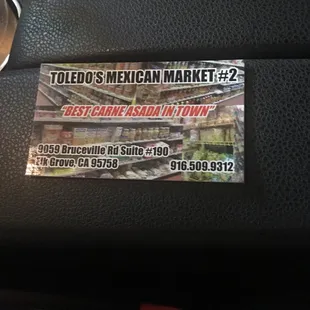 TOLEDO'S MEXICAN MARKET #2
"BEST CARNE ASADA IN TOWN"
9059 Bruceville Rd Suite #190
Elk Grove, CA 95758
916.509.9312